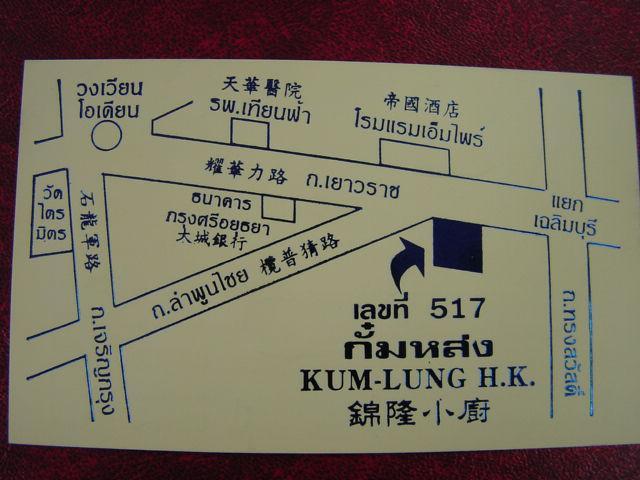 วงเวียน
โอเดียน
天華醫院
รพ.เทียนฟ้า
帝國酒店
โรมแรมเอ็มไพร์
耀華力路 ถ.เยาวราช
แยก
เฉลิมบุรี
วัด
ไตร
มิตร
石龍軍路
ถ.เจริญกรุง
ธนาคาร
กรุงศรีอยุธยา
大城銀行
ถ.ลำพูนไชย 欖普猜路
ถ.ทรงสวัสดิ์
เลขที่ 517
กั๊มหล่ง
KUM-LUNG H.K.
錦隆小廚